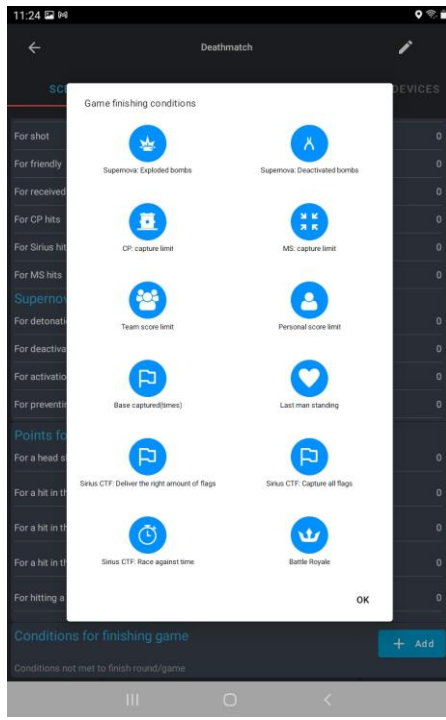 11:24
Deathmatch
SCE
DEVICES
Game finishing conditions
For shot 0
For friendly 0
For received 0
For CP hits 0
For Sirius hit 0
For MS hits 0
Supernov
For detonati 0
For deactiva 0
For activatio 0
For preventin 0
Points fo
For a head s 0
For a hit in th 0
For a hit in th 0
For a hit in th 0
For hitting a 0
Supernova: Exploded bombs
Supernova: Deactivated bombs
CP: capture limit
MS: capture limit
Team score limit
Personal score limit
Base captured(times)
Last man standing
Sirius CTF: Deliver the right amount of flags
Sirius CTF: Capture all flags
Sirius CTF: Race against time
Battle Royale
OK
Conditions for finishing game
+ Add
Conditions not met to finish round/game